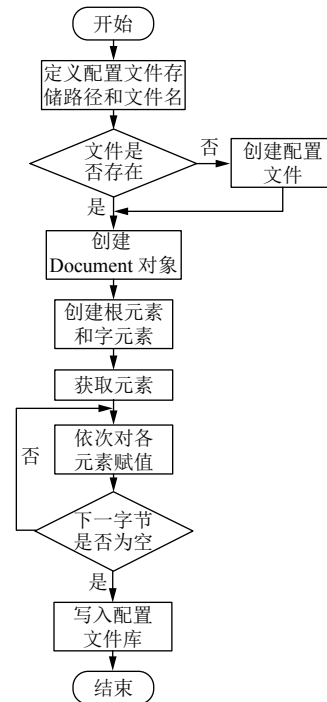 开始
定义配置文件存
储路径和文件名
文件是
否存在
否
创建配置
文件
是
创建
Document 对象
创建根元素
和字元素
获取元素
否
依次对各
元素赋值
下一字节
是否为空
是
写入配置
文件库
结束